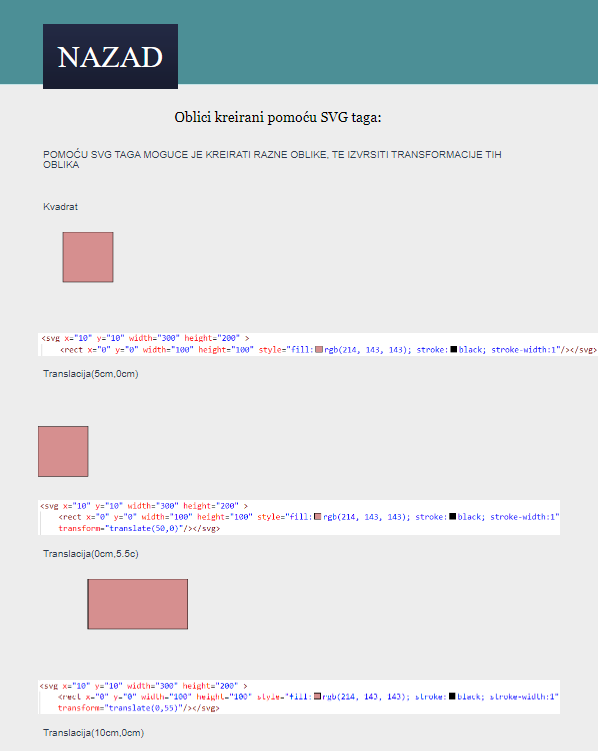 NAZAD
Oblici kreirani pomoću SVG taga:
POMOĆU SVG TAGA MOGUCE JE KREIRATI RAZNE OBLIKE, TE IZVRSITI TRANSFORMACIJE TIH
OBLIKA
Kvadrat
<svg x="10" y="10" width="300" height="200" >
<rect x="0" y="0" width="100" height="100" style="fill:rgb(214, 143, 143); stroke:black; stroke-width:1"/></svg>
Translacija(5cm,0cm)
<svg x="10" y="10" width="300" height="200" >
<rect x="0" y="0" width="100" height="100" style="fill:rgb(214, 143, 143); stroke:black; stroke-width:1"
transform="translate(50,0)"/></svg>
Translacija(0cm,5.5c)
<svg x="10" y="10" width="300" height="200" >
<rect x="0" y="0" width="100" height="100" style="fill:rgb(214, 143, 143); stroke:black; stroke-width:1"
transform="translate(0,55)"/></svg>
Translacija(10cm,0cm)